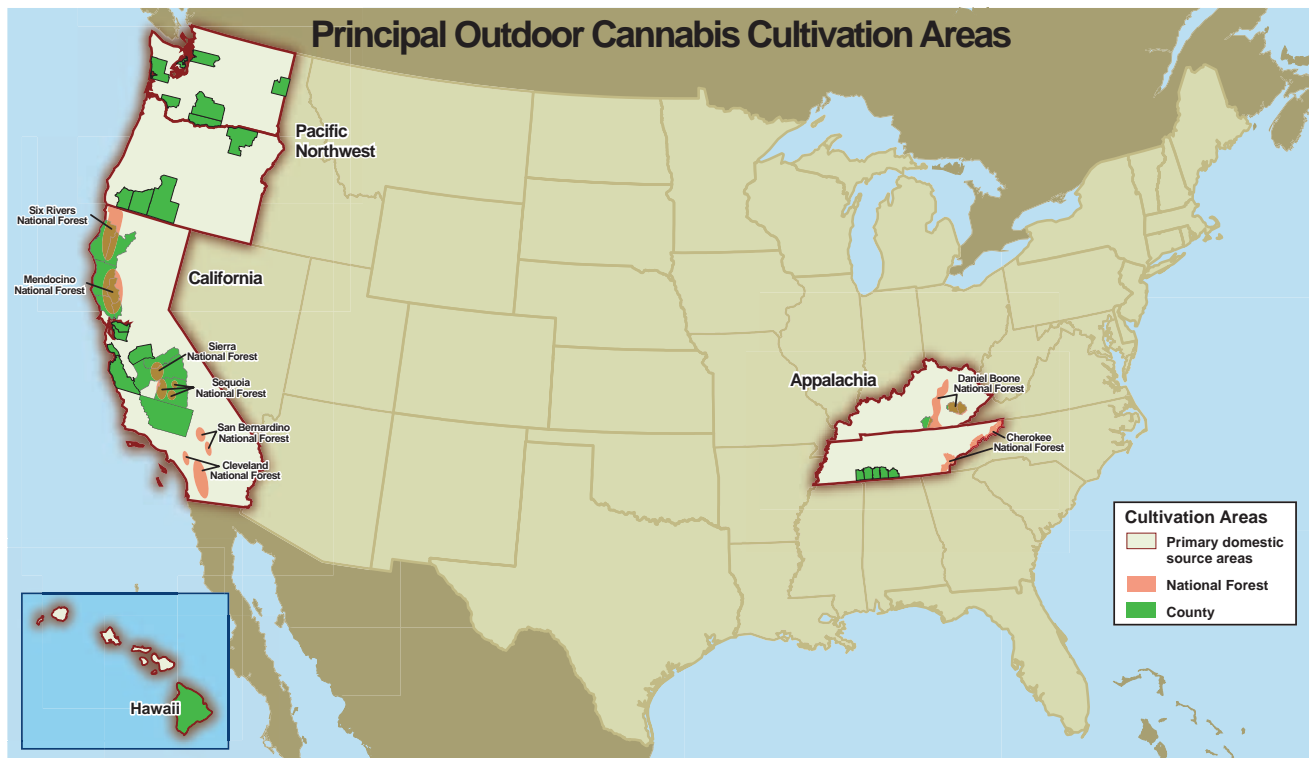 Principal Outdoor Cannabis Cultivation Areas
Pacific
Northwest
Six Rivers
National Forest
California
Mendocino
National Forest
Sierra
National Forest
Sequoia
National Forest
San Bernardino
National Forest
Cleveland
National Forest
Appalachia
Daniel Boone
National Forest
Cherokee
National Forest
Hawaii
Cultivation Areas
Primary domestic
source areas
National Forest
County